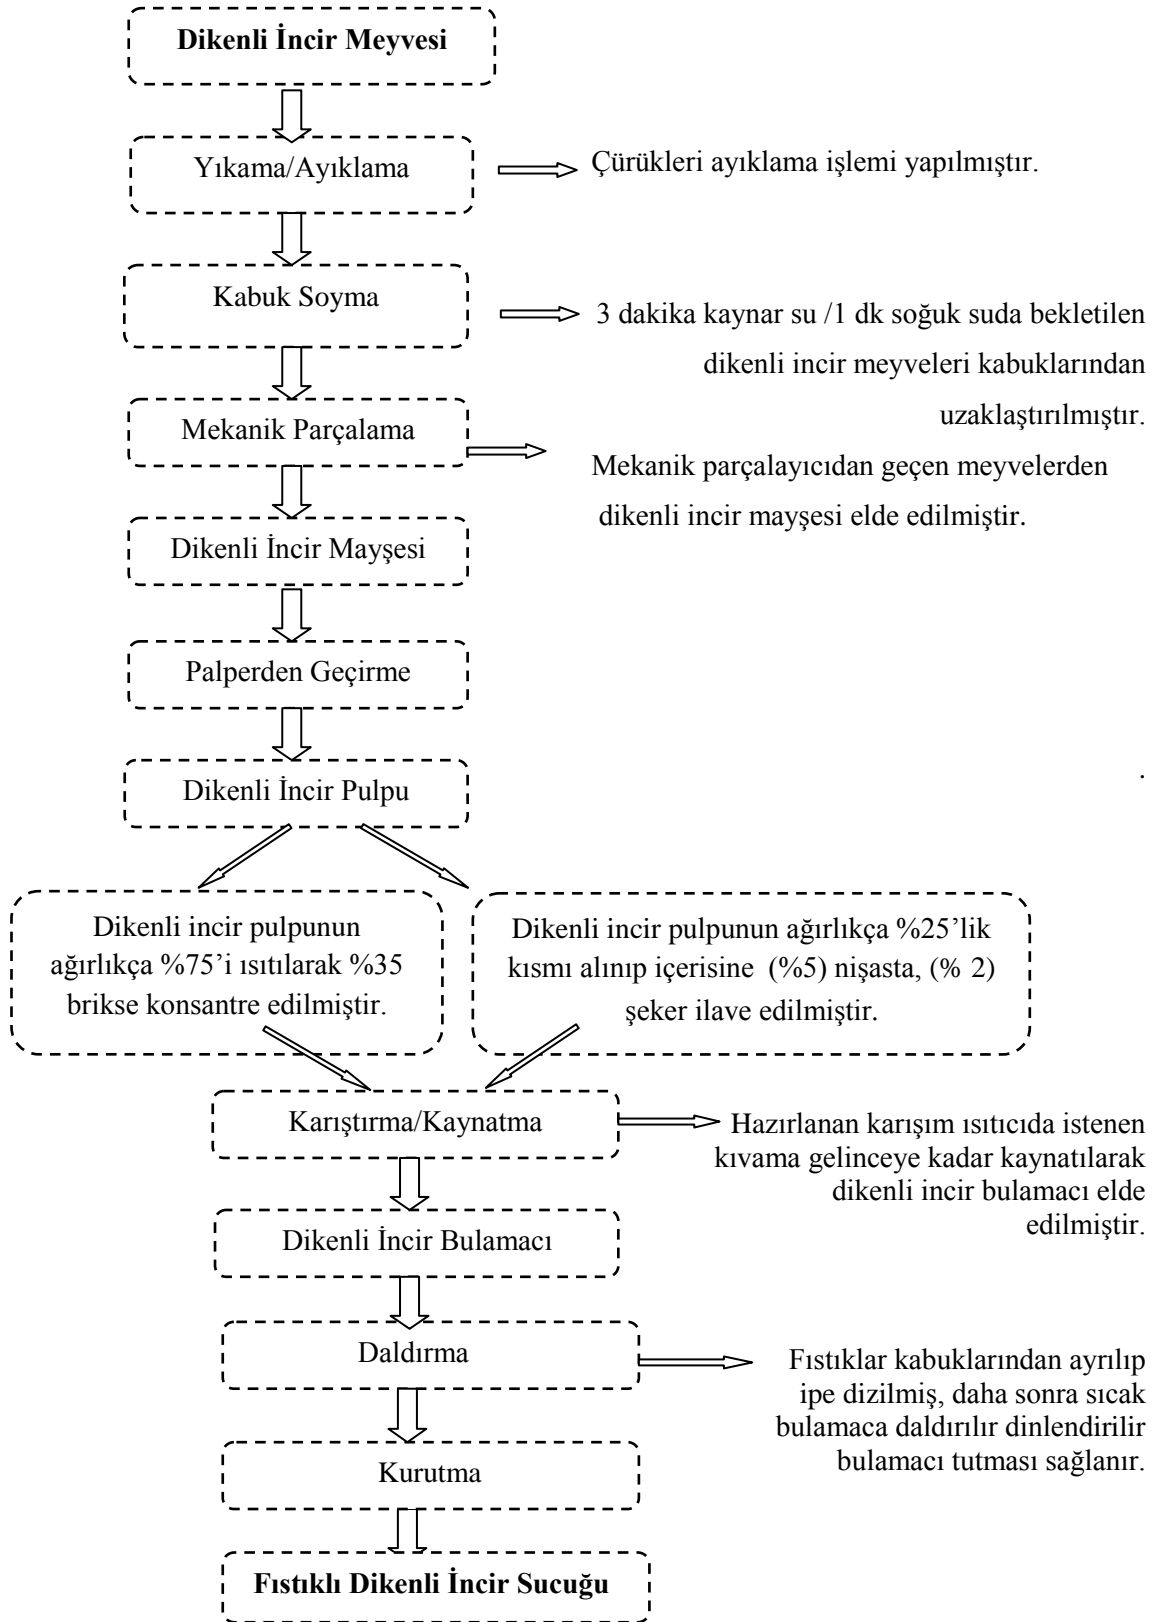 Dikenli İncir Meyvesi
Yıkama/Ayıklama
Çürükleri ayıklama işlemi yapılmıştır.
Kabuk Soyma
3 dakika kaynar su /1 dk soğuk suda bekletilen
dikenli incir meyveleri kabuklarından
uzaklaştırılmıştır.
Mekanik Parçalama
Mekanik parçalayıcıdan geçen meyvelerden
dikenli incir mayşesi elde edilmiştir.
Dikenli İncir Mayşesi
Palperden Geçirme
Dikenli İncir Pulpu
.
Dikenli incir pulpunun
ağırlıkça %75’i ısıtılarak %35
brikse konsantre edilmiştir.
Dikenli incir pulpunun ağırlıkça %25’lik
kısmı alınıp içerisine (%5) nişasta, (% 2)
şeker ilave edilmiştir.
Karıştırma/Kaynatma
Hazırlanan karışım ısıtıcıda istenen
kıvama gelinceye kadar kaynatılarak
dikenli incir bulamacı elde
edilmiştir.
Dikenli İncir Bulamacı
Daldırma
Fıstıklar kabuklarından ayrılıp
ipe dizilmiş, daha sonra sıcak
bulamaca daldırılır dinlendirilir
bulamacı tutması sağlanır.
Kurutma
Fıstıklı Dikenli İncir Sucuğu